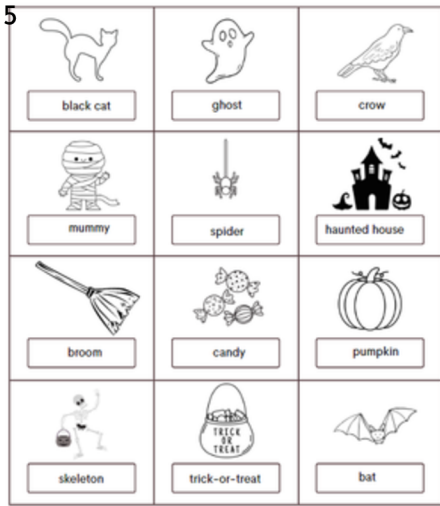 5
black cat
ghost
crow
mummy
spider
haunted house
broom
candy
pumpkin
TRICK
OR
TREAT
skeleton
trick-or-treat
bat